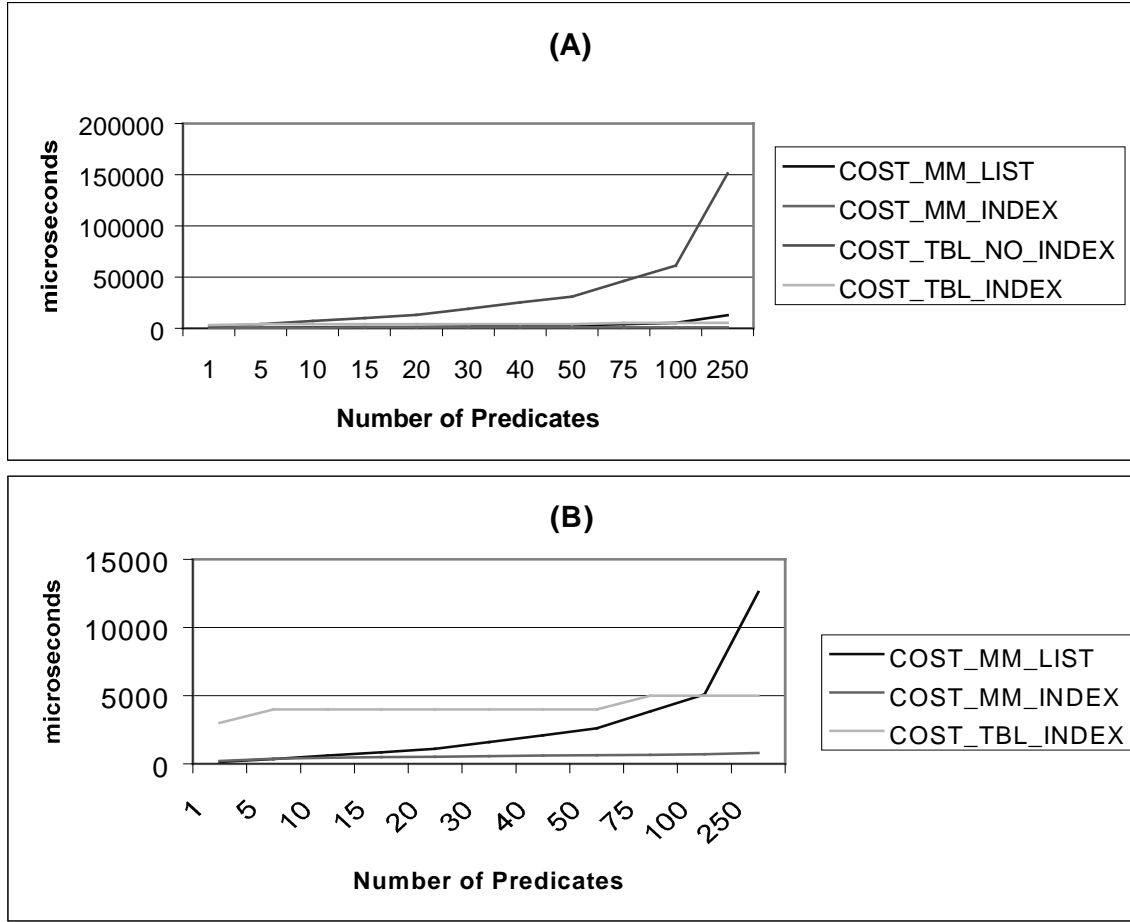 (A)
microseconds
200000
150000
100000
50000
0
1 5 10 15 20 30 40 50 75 100 250
Number of Predicates
COST_MM_LIST
COST_MM_INDEX
COST_TBL_NO_INDEX
COST_TBL_INDEX
(B)
microseconds
15000
10000
5000
0
1 5 10 15 20 30 40 50 75 100 250
Number of Predicates
COST_MM_LIST
COST_MM_INDEX
COST_TBL_INDEX